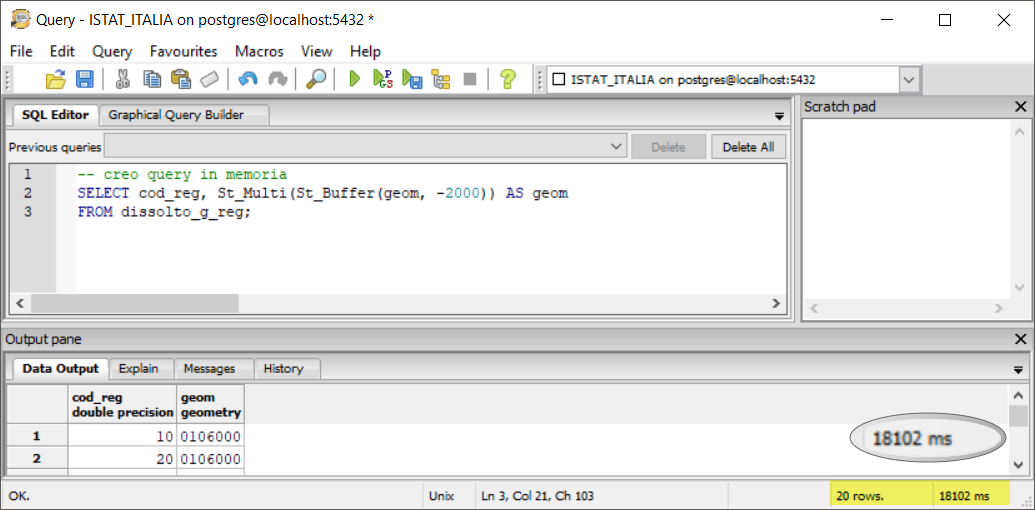 Query - ISTAT_ITALIA on postgres@localhost:5432 *
File Edit Query Favourites Macros View Help
ISTAT_ITALIA on postgres@localhost:5432
SQL Editor Graphical Query Builder
Scratch pad
Previous queries Delete Delete All
1 -- creo query in memoria
2 SELECT cod_reg, St_Multi(St_Buffer(geom, -2000)) AS geom
3 FROM dissolto_g_reg;
Output pane
Data Output Explain Messages History
cod_reg geom
double precision geometry
1 10 0106000
2 20 0106000
18102 ms
OK. Unix Ln 3, Col 21, Ch 103 20 rows. 18102 ms